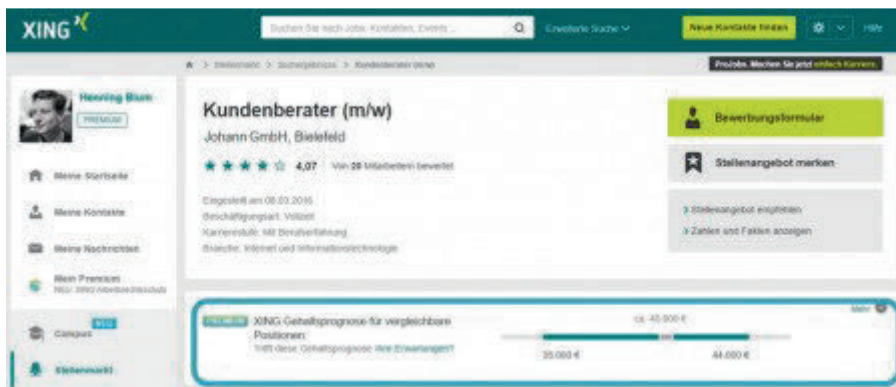 XING
Suchen Sie nach Jobs, Kontakten, Events ...
Erweiterte Suche
Neue Kontakte finden
Hilfe
Stellenmarkt > Suchergebnisse > Kundenberater (m/w)
ProJobs. Machen Sie jetzt einfach Karriere.
Henning Blum
PREMIUM
Meine Startseite
Meine Kontakte
Meine Nachrichten
Mein Premium
NEU: XING Arbeitsrechtsschutz
Campus
NEU
Stellenmarkt
Kundenberater (m/w)
Johann GmbH, Bielefeld
4,07 Von 20 Mitarbeitern bewertet
Eingestellt am 08.03.2016
Beschäftigungsart: Vollzeit
Karrierestufe: Mit Berufserfahrung
Branche: Internet und Informationstechnologie
Bewerbungsformular
Stellenangebot merken
> Stellenangebot empfehlen
> Zahlen und Fakten anzeigen
PREMIUM XING Gehaltsprognose für vergleichbare
Positionen:
Trifft diese Gehaltsprognose Ihre Erwartungen?
Mehr
ca. 40.000 €
35.000 €
44.000 €